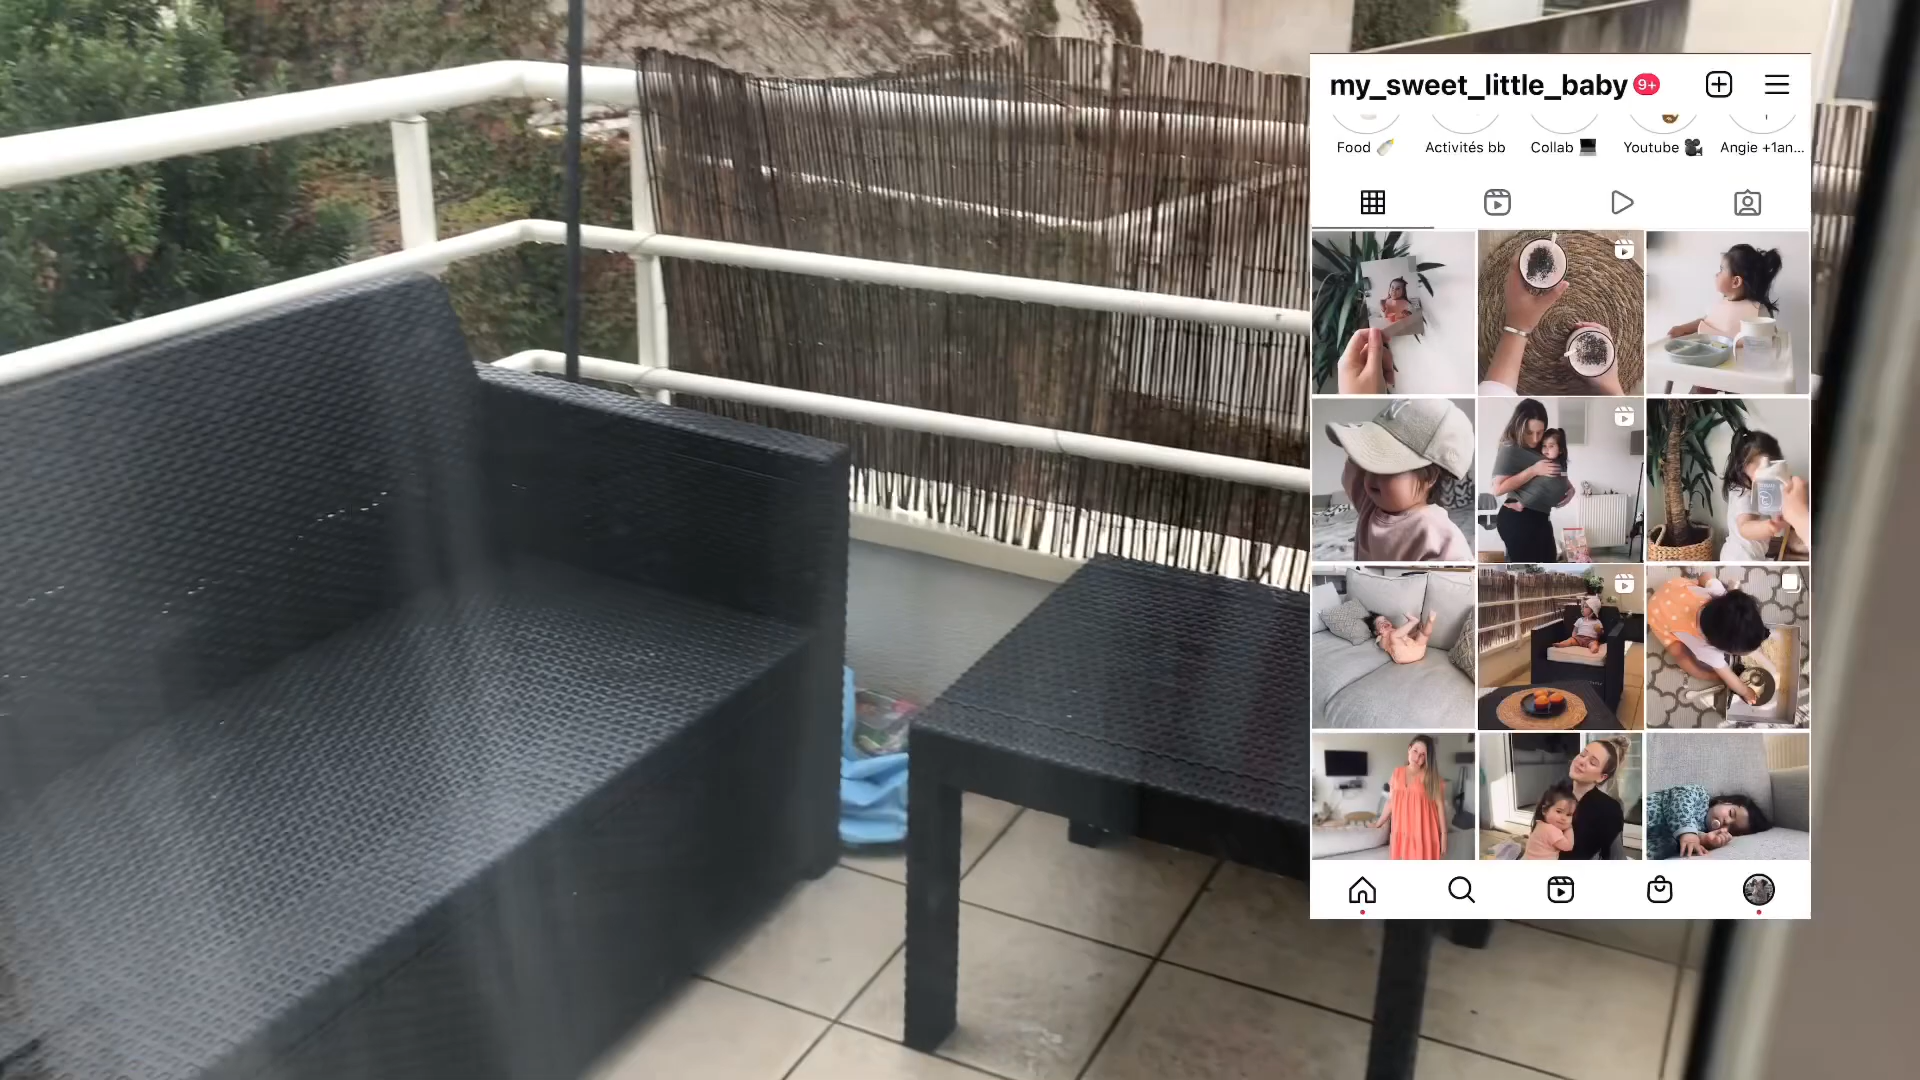 my_sweet_little_baby 9+
Food 🍼 Activités bb Collab 💻 Youtube 🎥 Angie +1an...